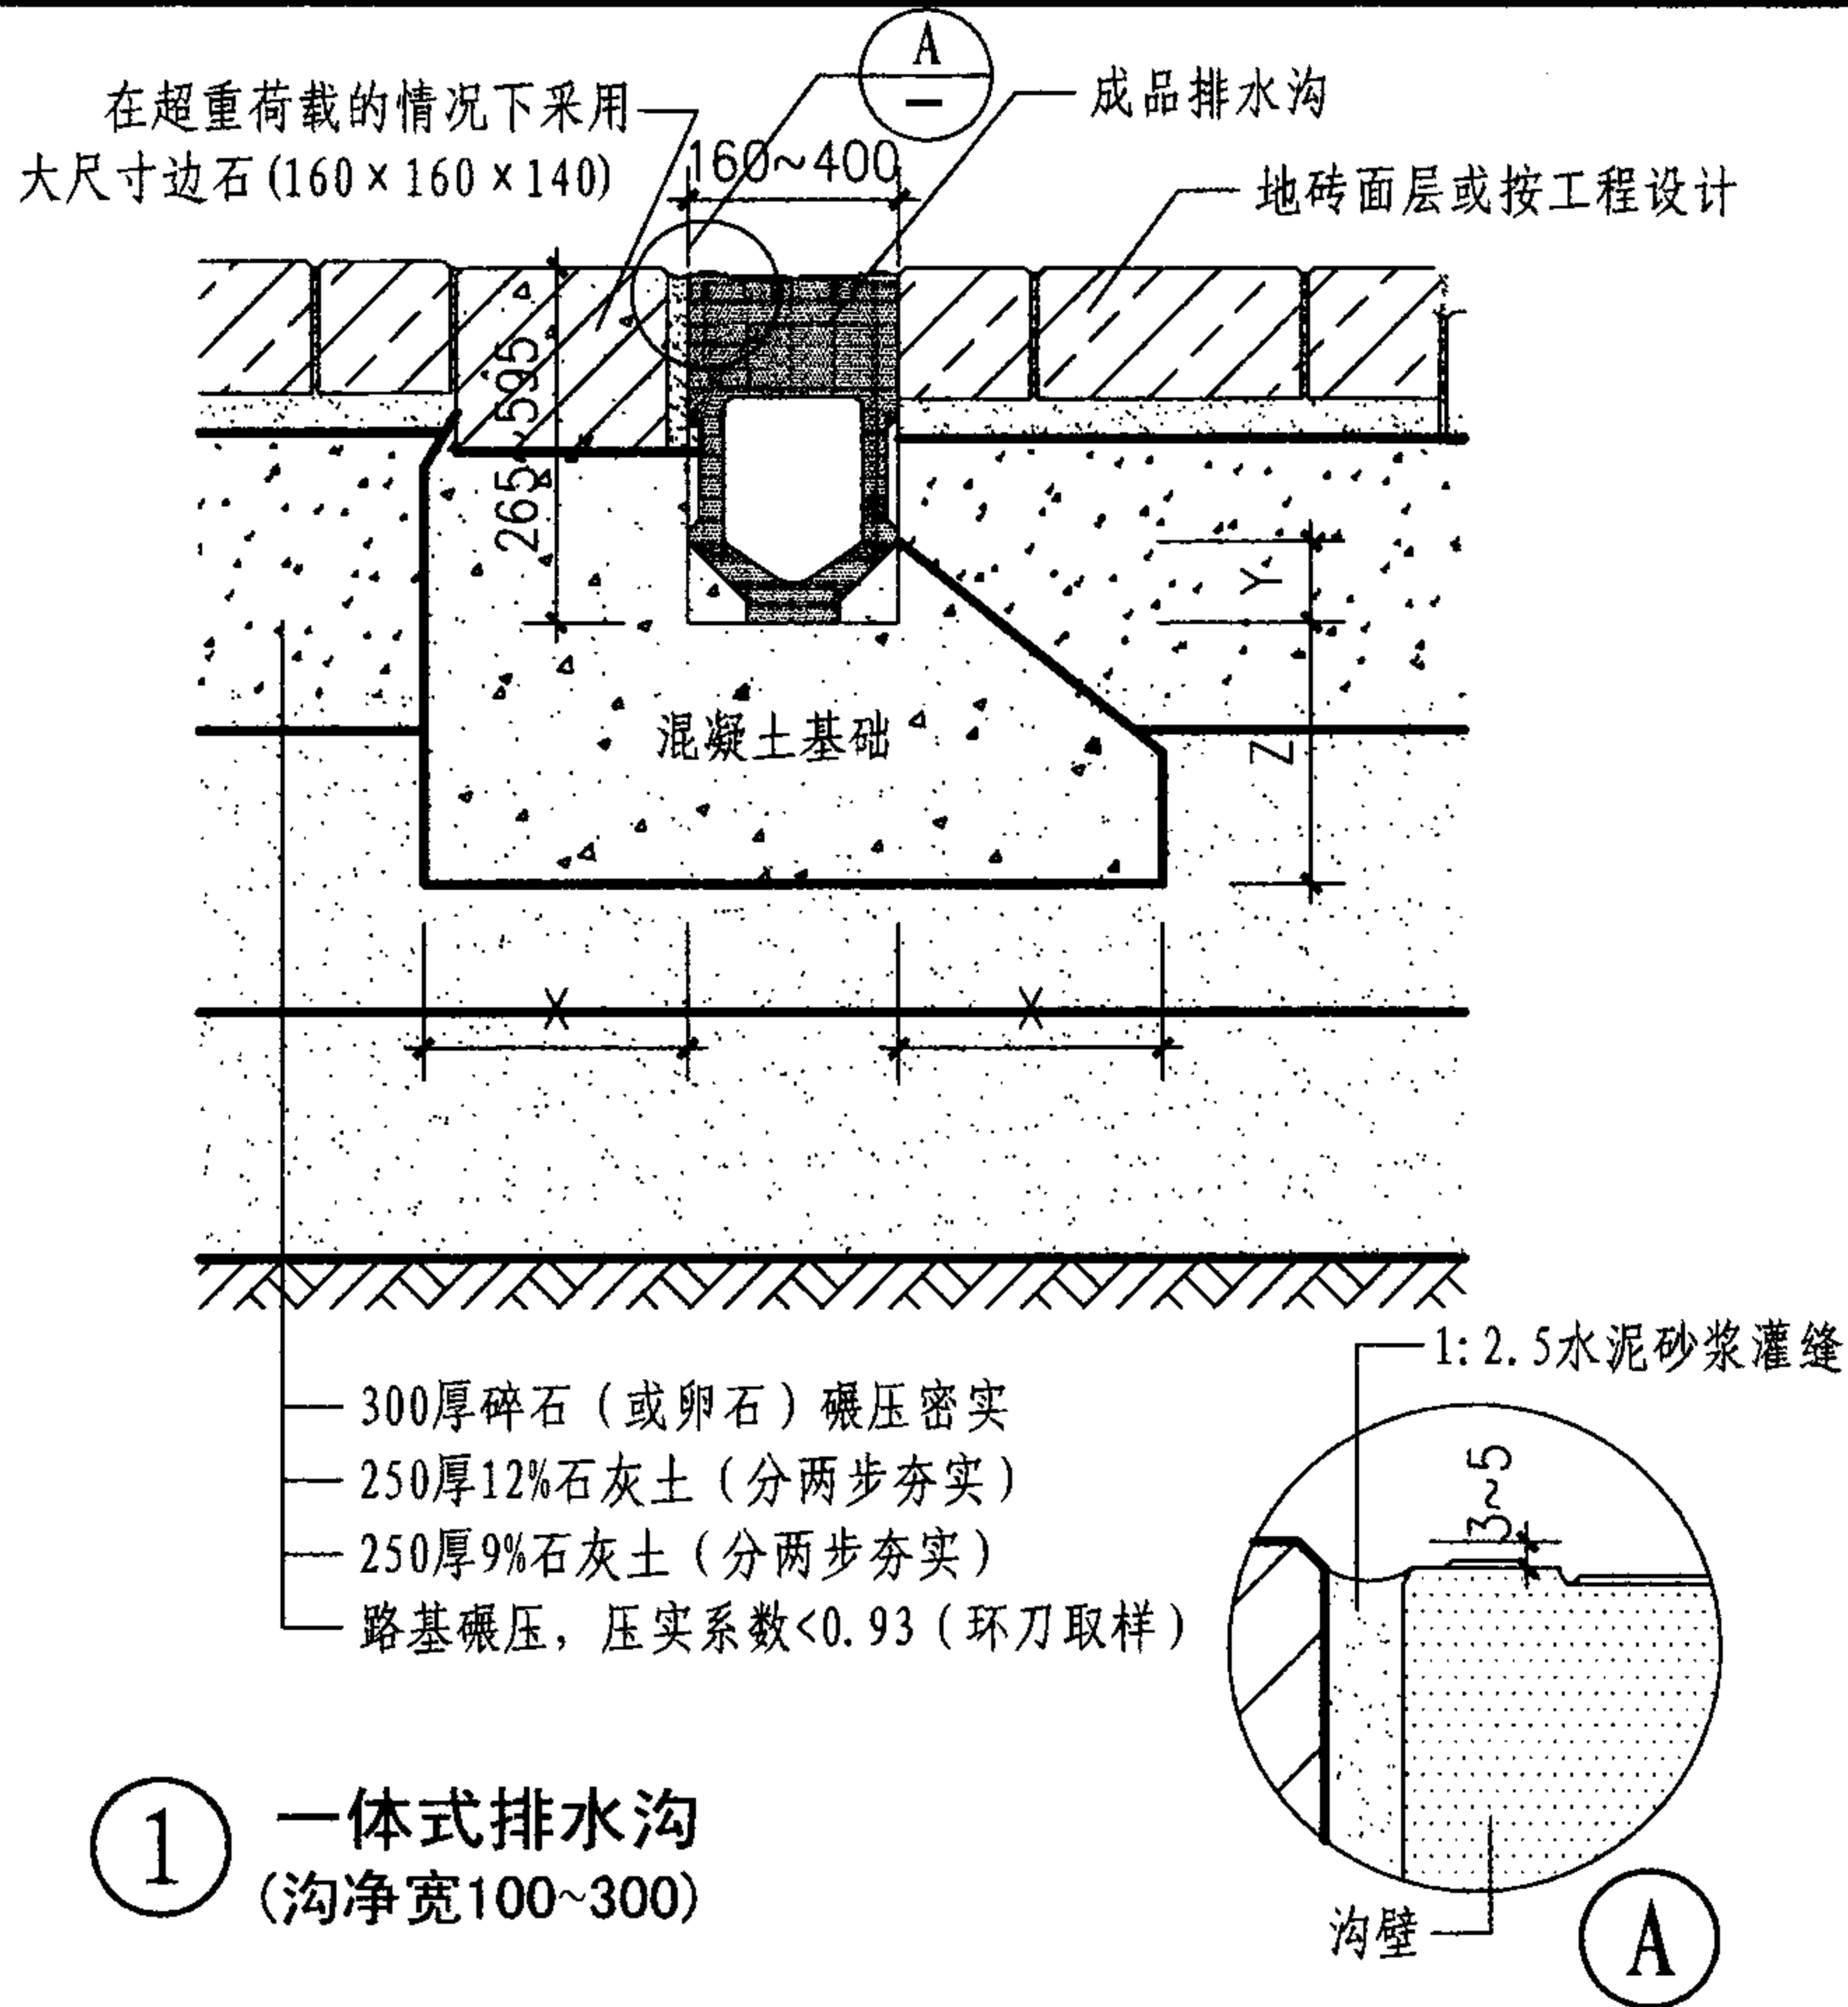 A
—
在超重荷载的情况下采用
大尺寸边石(160×160×140)
160~400
成品排水沟
地砖面层或按工程设计
265~595
Y
混凝土基础
Z
X
X
1:2.5水泥砂浆灌缝
300厚碎石（或卵石）碾压密实
250厚12%石灰土（分两步夯实）
250厚9%石灰土（分两步夯实）
路基碾压，压实系数<0.93（环刀取样）
3~5
1
一体式排水沟
(沟净宽100~300)
沟壁
A